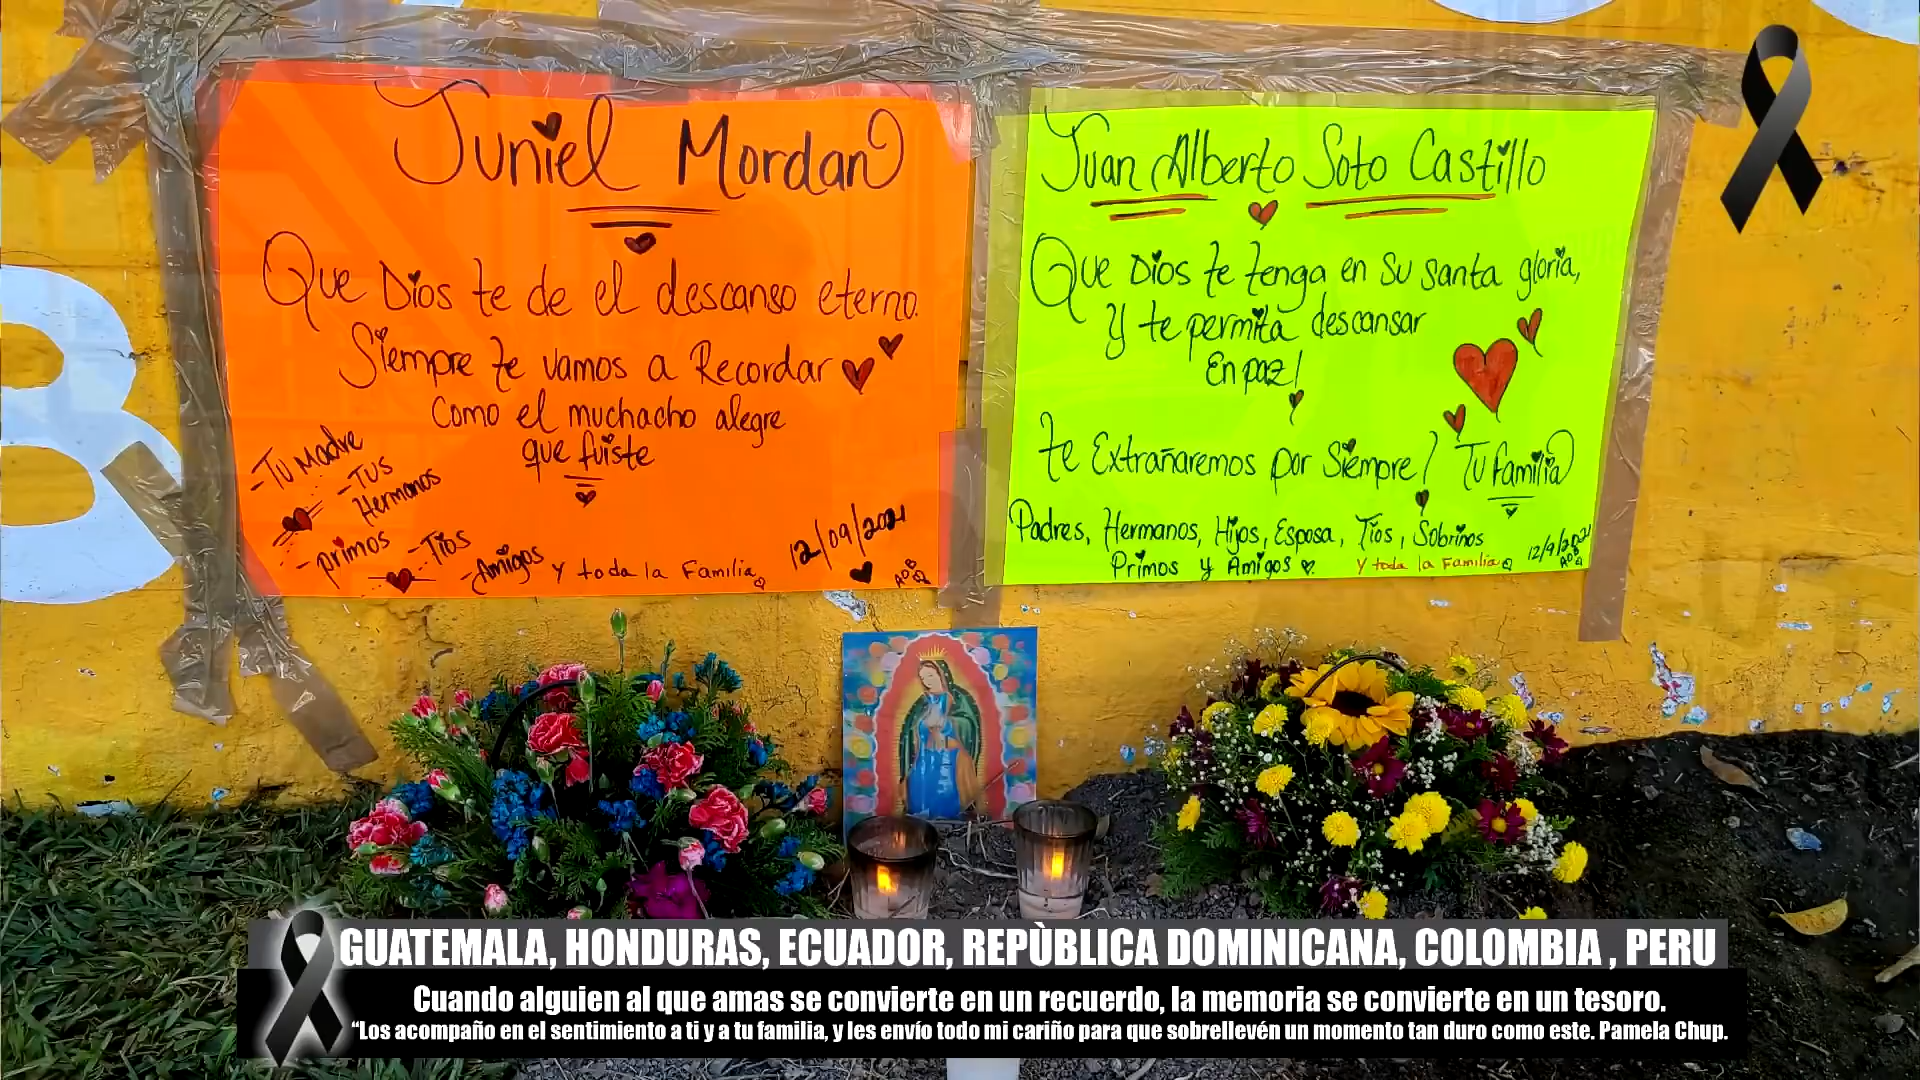 Juniel Mordan
Que Dios te de el descanso eterno.
Siempre te vamos a Recordar
Como el muchacho alegre
que fuiste
-Tu Madre
-Tus
Hermanos
-primos
-Tios
-Amigos y toda la Familia
12/09/2021
Juan Alberto Soto Castillo
Que Dios te tenga en su santa gloria,
Y te permita descansar
En paz!
te Extrañaremos por Siempre! Tu familia
Padres, Hermanos, Hijos, Esposa, Tios, Sobrinos
Primos y Amigos y toda la Familia
12/9/2021
B
GUATEMALA, HONDURAS, ECUADOR, REPÙBLICA DOMINICANA, COLOMBIA , PERU
Cuando alguien al que amas se convierte en un recuerdo, la memoria se convierte en un tesoro.
“Los acompaño en el sentimiento a ti y a tu familia, y les envío todo mi cariño para que sobrellevén un momento tan duro como este. Pamela Chup.